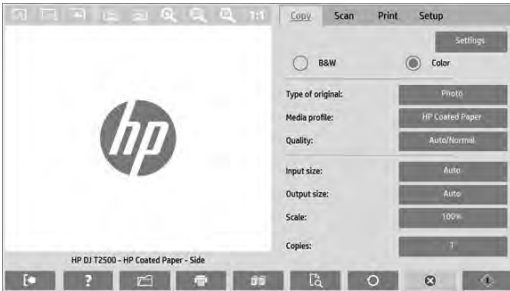 1:1
Copy Scan Print Setup
Settings
B&W Color
Type of original: Photo
Media profile: HP Coated Paper
Quality: Auto/Normal
Input size: Auto
Output size: Auto
Scale: 100%
Copies: 1
hp
HP DJ T2500 - HP Coated Paper - Side
?